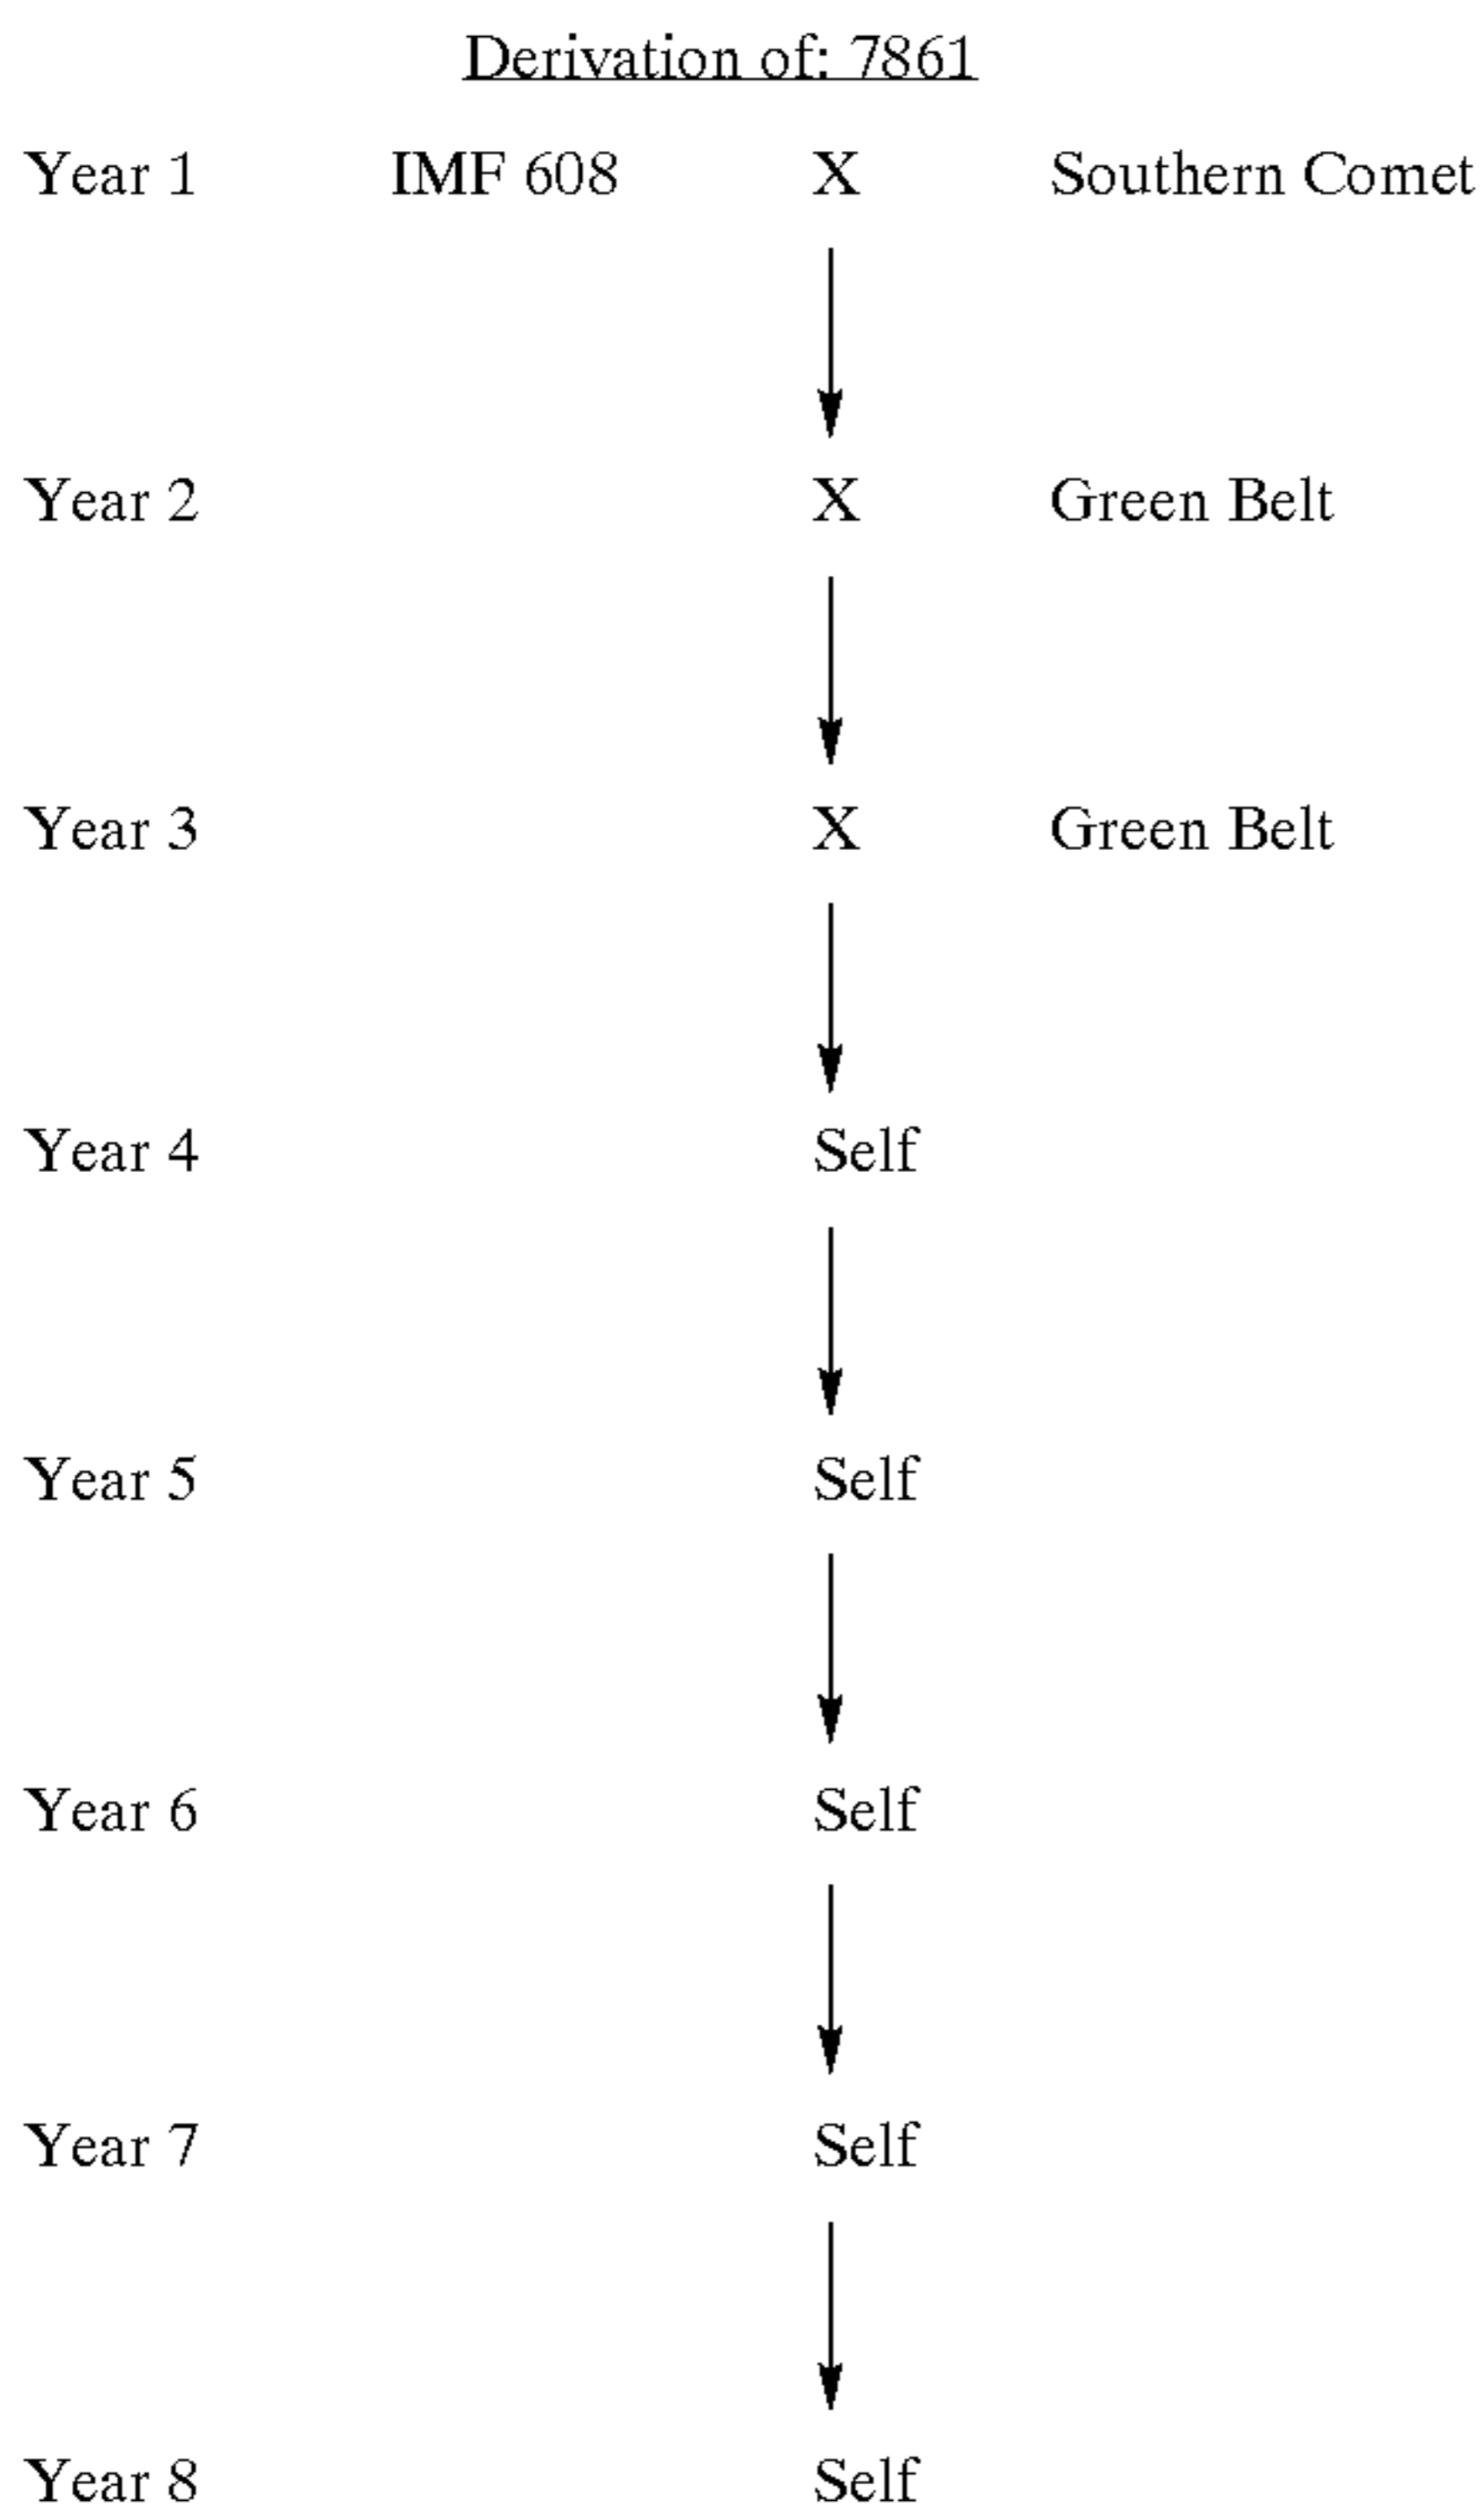 Derivation of: 7861
Year 1 IMF 608 X Southern Comet
Year 2 X Green Belt
Year 3 X Green Belt
Year 4 Self
Year 5 Self
Year 6 Self
Year 7 Self
Year 8 Self